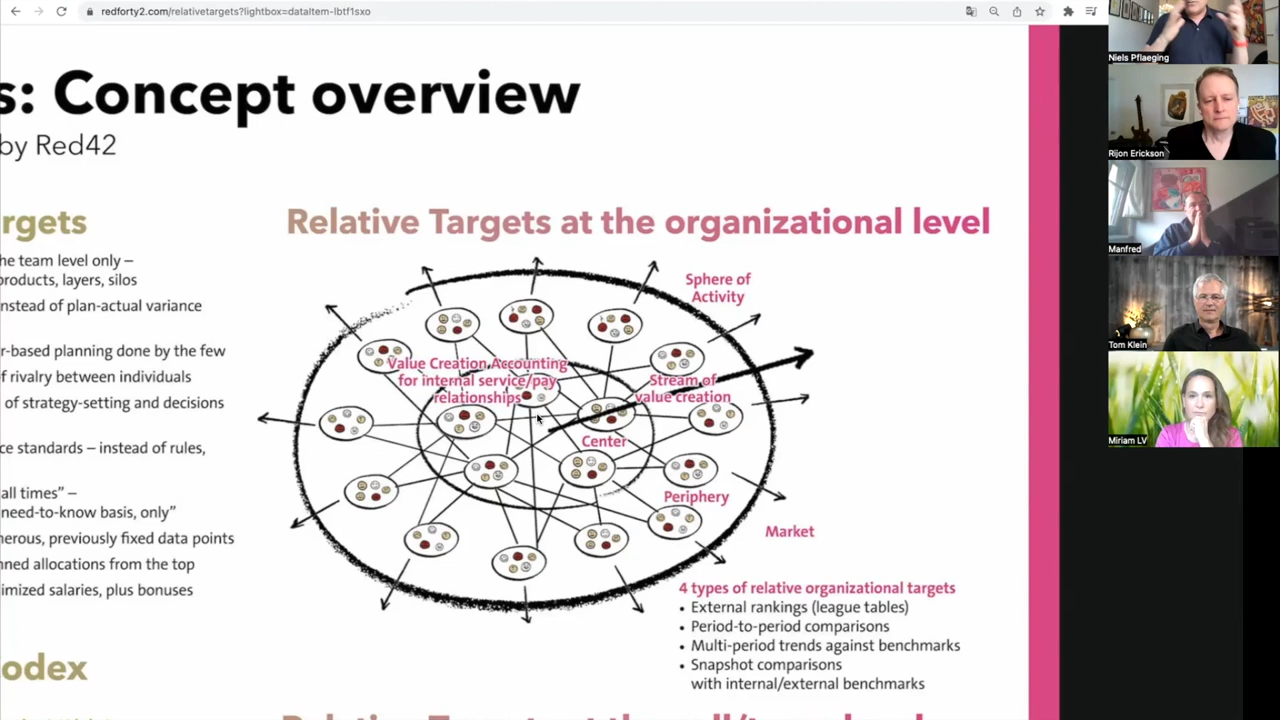 redforty2.com/relativetargets?lightbox=dataItem-lbtf1sxo
s: Concept overview
by Red42
rgets
he team level only –
products, layers, silos
nstead of plan-actual variance
r-based planning done by the few
f rivalry between individuals
of strategy-setting and decisions
ce standards – instead of rules,
all times" –
need-to-know basis, only"
nerous, previously fixed data points
nned allocations from the top
imized salaries, plus bonuses
odex
Relative Targets at the organizational level
Sphere of
Activity
Value Creation Accounting
for internal service/pay
relationships
Stream of
value creation
Center
Periphery
Market
4 types of relative organizational targets
• External rankings (league tables)
• Period-to-period comparisons
• Multi-period trends against benchmarks
• Snapshot comparisons
with internal/external benchmarks
Niels Pflaeging
Rijon Erickson
Manfred
Tom Klein
Miriam LV